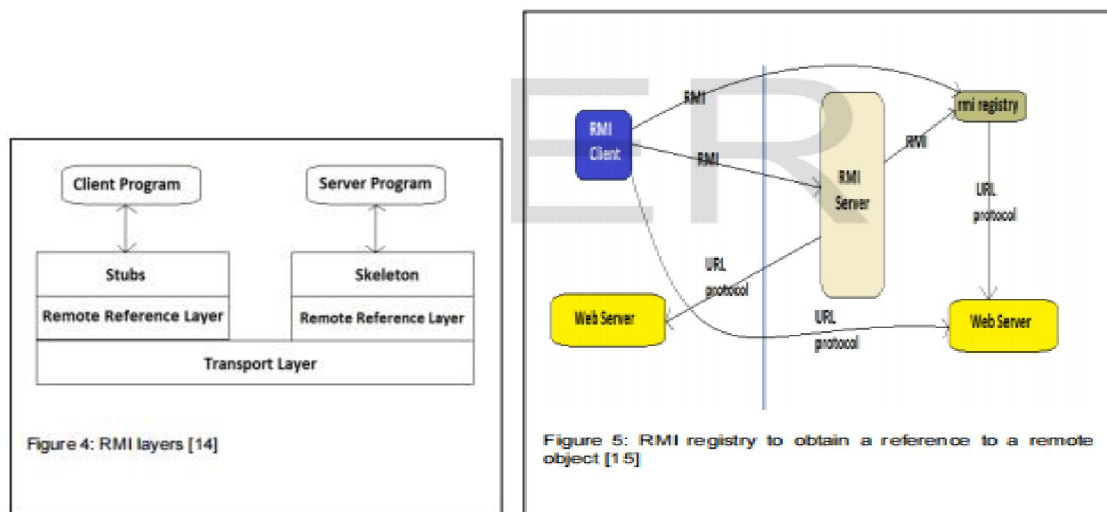 Client Program
Server Program
Stubs
Skeleton
Remote Reference Layer
Remote Reference Layer
Transport Layer
Figure 4: RMI layers [14]
ER
RMI
rmi registry
RMI
Client
RMI
RMI
RMI
Server
URL
protocol
URL
protocol
Web Server
URL
protocol
Web Server
Figure 5: RMI registry to obtain a reference to a remote
object [15]